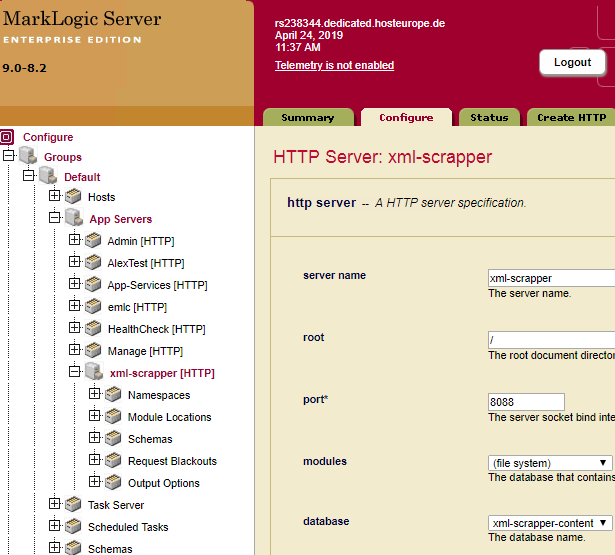 MarkLogic Server
ENTERPRISE EDITION
9.0-8.2
rs238344.dedicated.hosteurope.de
April 24, 2019
11:37 AM
Telemetry is not enabled
Logout
Summary
Configure
Status
Create HTTP
Configure
Groups
Default
Hosts
App Servers
Admin [HTTP]
AlexTest [HTTP]
App-Services [HTTP]
emlc [HTTP]
HealthCheck [HTTP]
Manage [HTTP]
xml-scrapper [HTTP]
Namespaces
Module Locations
Schemas
Request Blackouts
Output Options
Task Server
Scheduled Tasks
Schemas
HTTP Server: xml-scrapper
http server -- A HTTP server specification.
server name
xml-scrapper
The server name.
root
/
The root document director
port*
8088
The server socket bind inte
modules
(file system)
The database that contains
database
xml-scrapper-content
The database name.